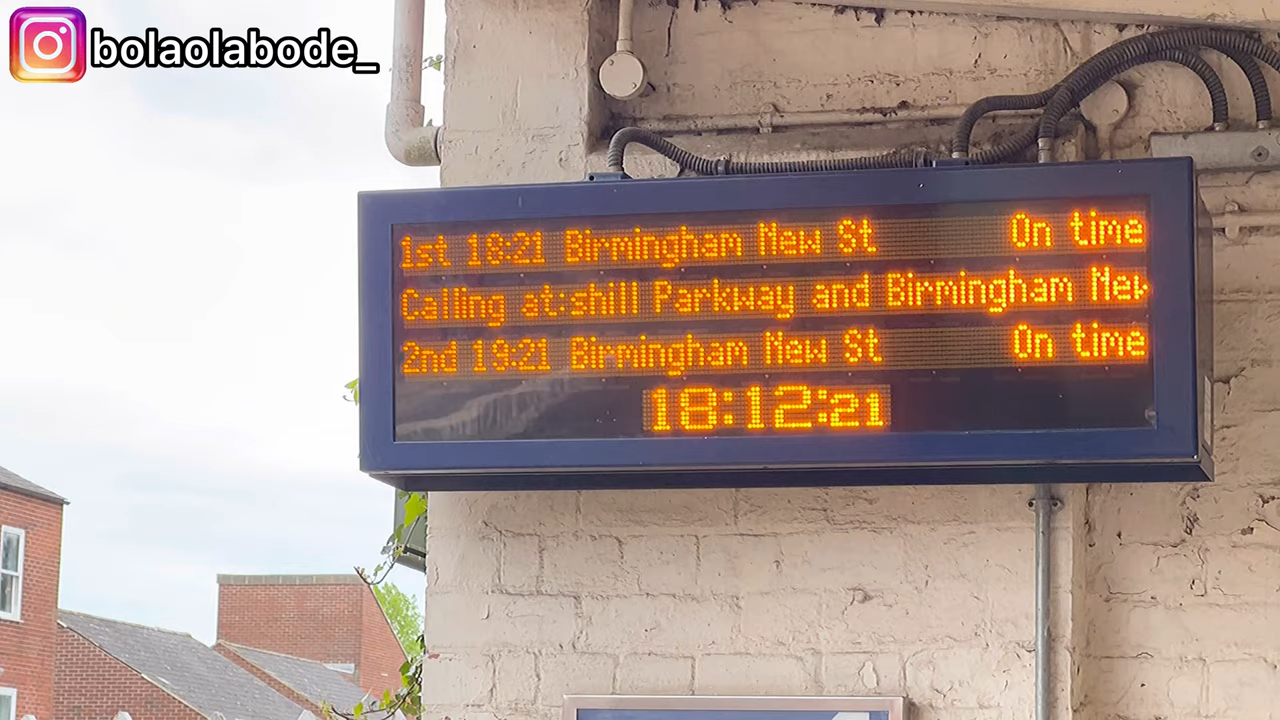 bolaolabode_
1st 18:21 Birmingham New St On time
Calling at:shill Parkway and Birmingham New
2nd 19:21 Birmingham New St On time
18:12:21